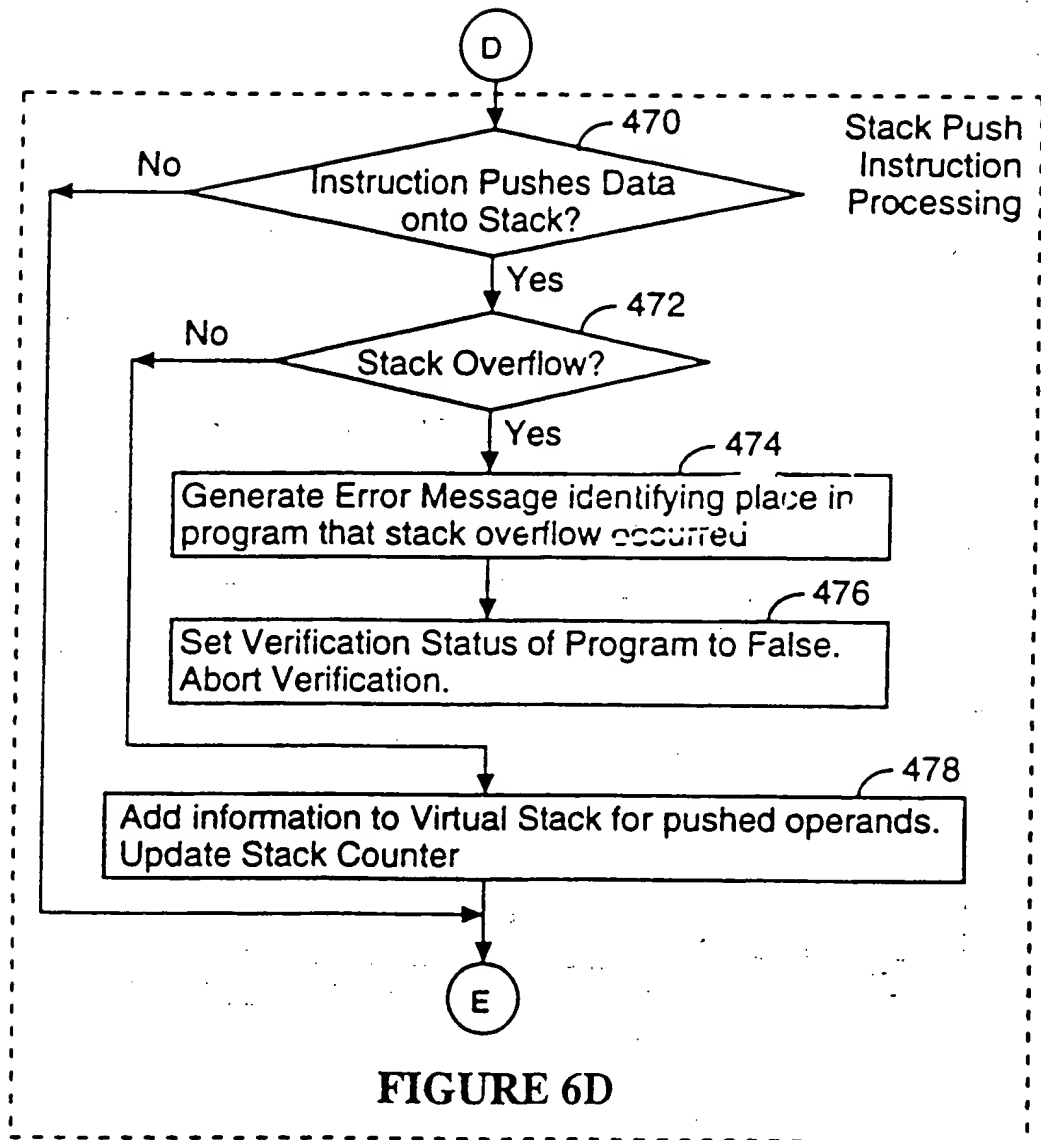 D
470
Stack Push
Instruction
Processing
No
Instruction Pushes Data
onto Stack?
Yes
472
No
Stack Overflow?
Yes
474
Generate Error Message identifying place in
program that stack overflow occurred
476
Set Verification Status of Program to False.
Abort Verification.
478
Add information to Virtual Stack for pushed operands.
Update Stack Counter
E
FIGURE 6D